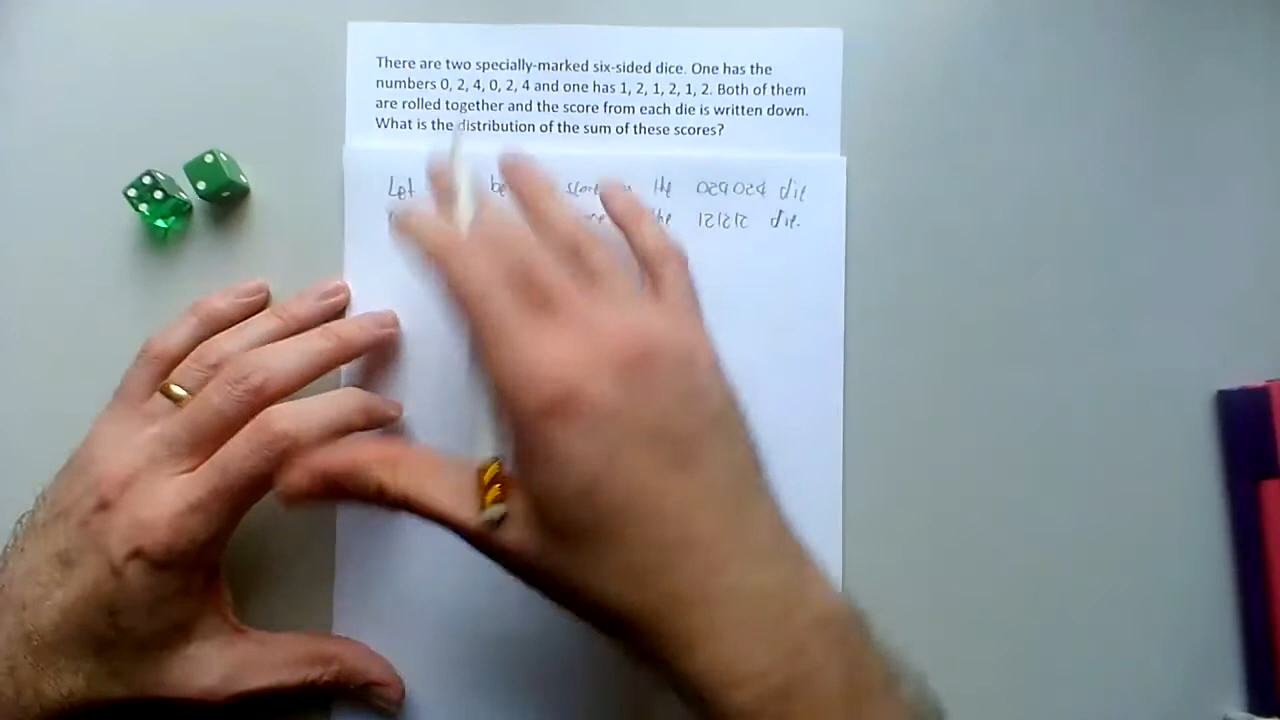 There are two specially-marked six-sided dice. One has the
numbers 0, 2, 4, 0, 2, 4 and one has 1, 2, 1, 2, 1, 2. Both of them
are rolled together and the score from each die is written down.
What is the distribution of the sum of these scores?
Let be the 024024 die
the 121212 die.